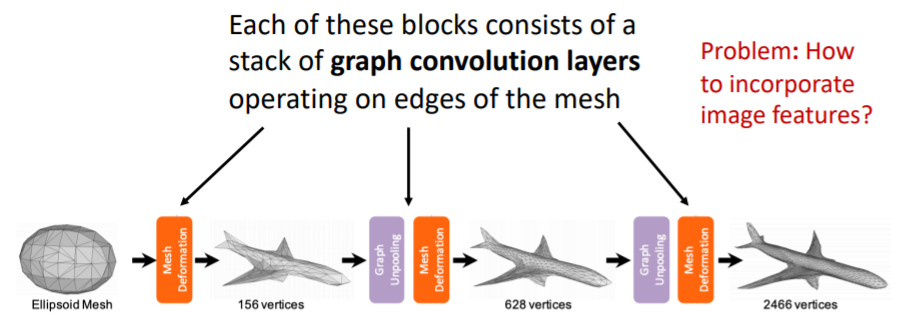 Each of these blocks consists of a
stack of graph convolution layers
operating on edges of the mesh
Problem: How
to incorporate
image features?
Mesh
Deformation
Graph
Unpooling
Mesh
Deformation
Graph
Unpooling
Mesh
Deformation
Ellipsoid Mesh
156 vertices
628 vertices
2466 vertices